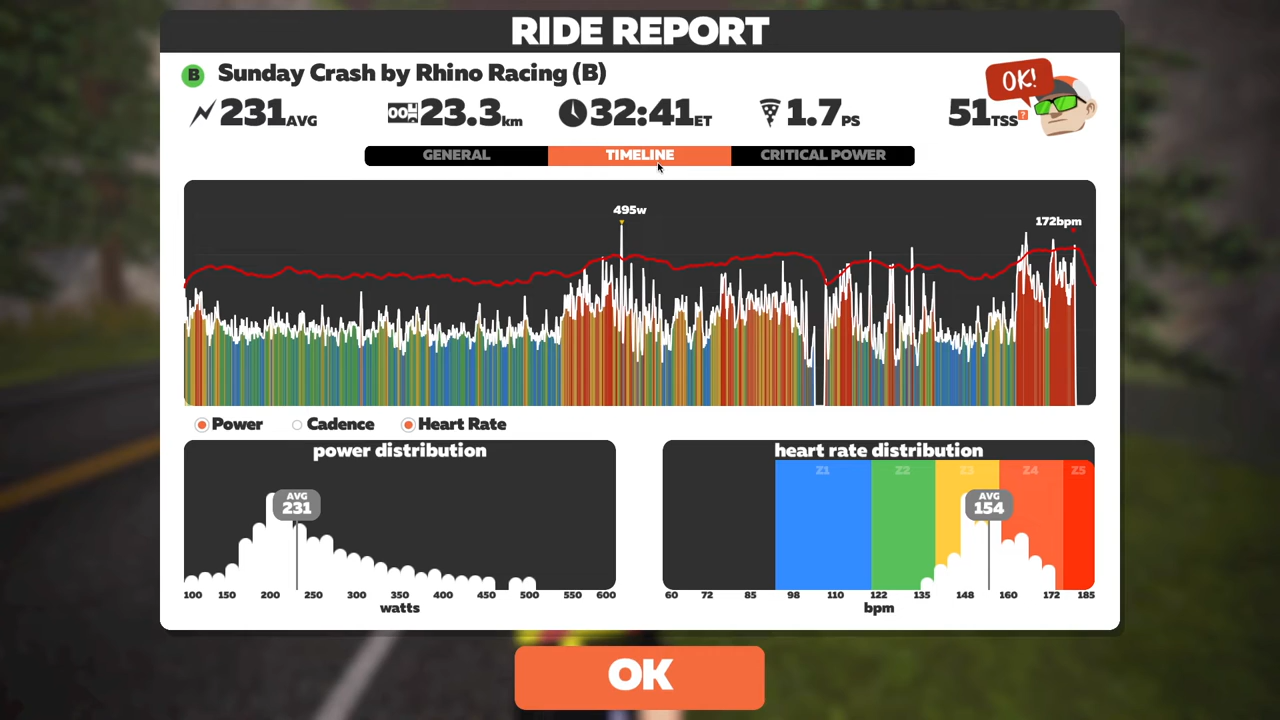 RIDE REPORT
B Sunday Crash by Rhino Racing (B)
OK!
231AVG 23.3km 32:41ET 1.7PS 51TSS?
GENERAL TIMELINE CRITICAL POWER
495w
172bpm
Power Cadence Heart Rate
power distribution
AVG
231
100 150 200 250 300 350 400 450 500 550 600
watts
heart rate distribution
Z1 Z2 Z3 Z4 Z5
AVG
154
60 72 85 98 110 122 135 148 160 172 185
bpm
OK